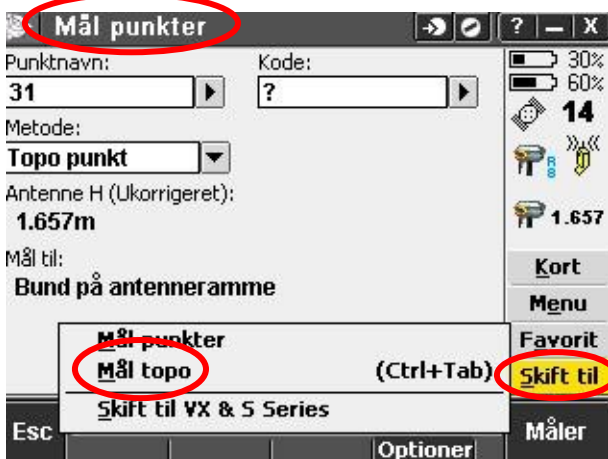 Mål punkter
? — X
Punktnavn:
Kode:
31
?
Metode:
Topo punkt
Antenne H (Ukorrigeret):
1.657m
Mål til:
Bund på antenneramme
30%
60%
14
R
8
1.657
Kort
Menu
Favorit
Skift til
Mål punkter
Mål topo (Ctrl+Tab)
Skift til VX & S Series
Esc
Optioner
Måler